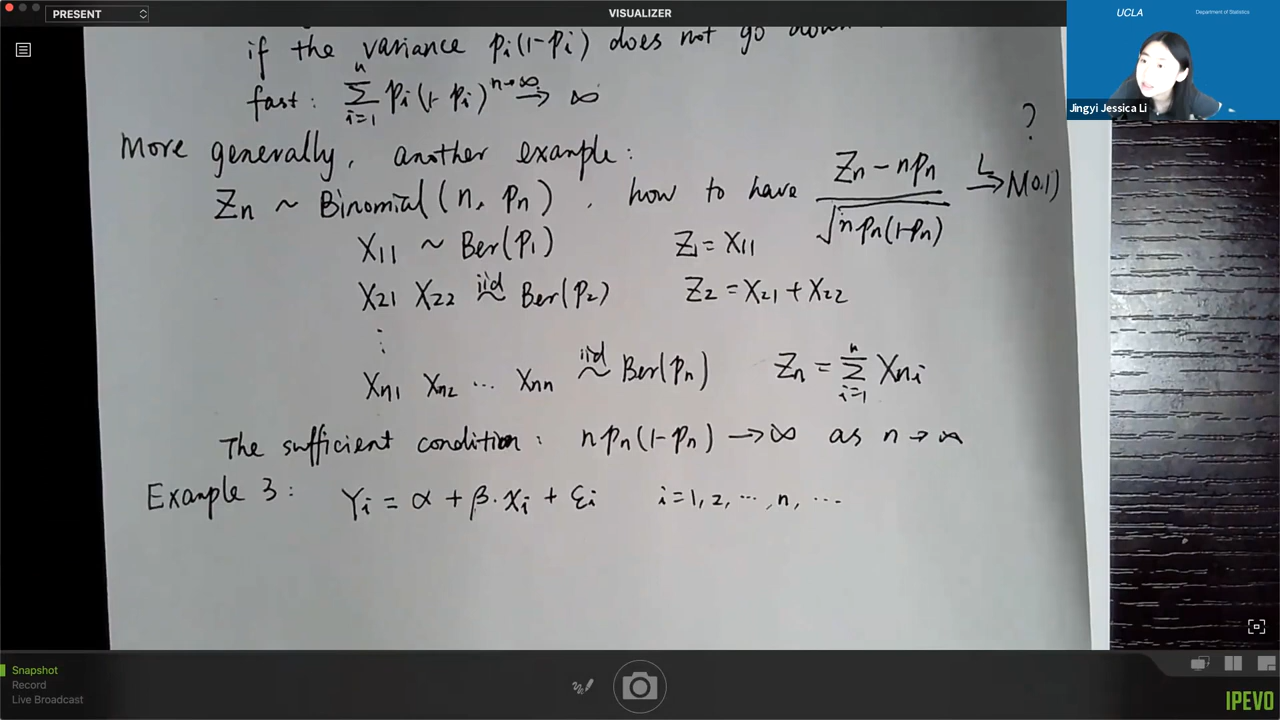 PRESENT
VISUALIZER
UCLA
Department of Statistics
Jingyi Jessica Li
if the variance pi(1-pi) does not go down
fast: ∑_{i=1}^{n} pi(1-pi) →^{n→∞} ∞
More generally, another example:
Zn ~ Binomial(n, pn), how to have (Zn - npn)/√(npn(1-pn)) →^{L} N(0,1) ?
X11 ~ Ber(p1) Z1 = X11
X21 X22 iid~ Ber(p2) Z2 = X21 + X22
⋮
Xn1 Xn2 ... Xnn iid~ Ber(pn) Zn = ∑_{i=1}^{n} Xni
The sufficient condition: npn(1-pn) → ∞ as n → ∞
Example 3: Yi = α + β·xi + εi i=1, 2, ..., n, ...
Snapshot
Record
Live Broadcast
IPEVO